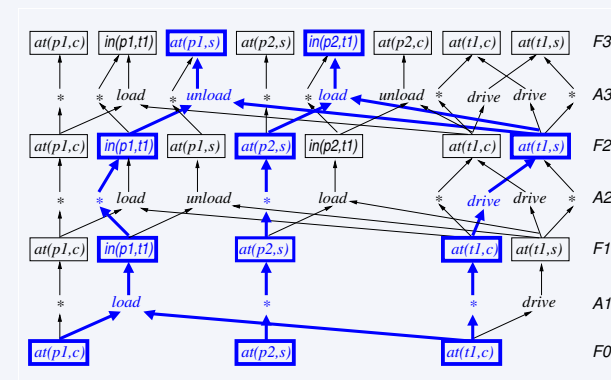 at(p1,c) in(p1,t1) at(p1,s) at(p2,s) in(p2,t1) at(p2,c) at(t1,c) at(t1,s) F3
* * load * unload * * load unload * drive drive * A3
at(p1,c) in(p1,t1) at(p1,s) at(p2,s) in(p2,t1) at(t1,c) at(t1,s) F2
* * load unload * load * drive drive * A2
at(p1,c) in(p1,t1) at(p2,s) at(t1,c) at(t1,s) F1
* load * * drive A1
at(p1,c) at(p2,s) at(t1,c) F0